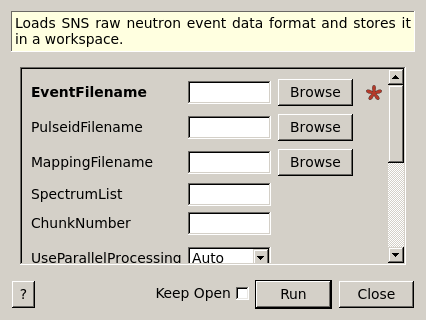 Loads SNS raw neutron event data format and stores it
in a workspace.
EventFilename
Browse
*
PulseidFilename
Browse
MappingFilename
Browse
SpectrumList
ChunkNumber
UseParallelProcessing
Auto
?
Keep Open
Run
Close